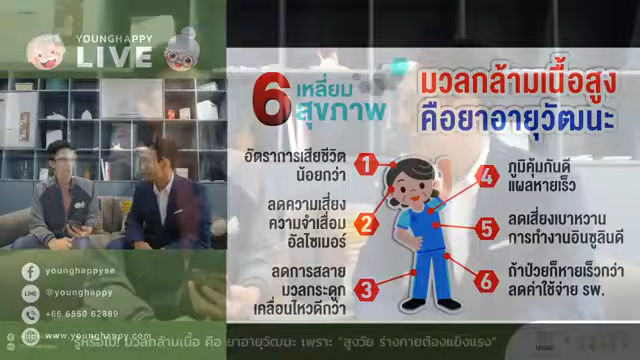 YOUNGHAPPY
LIVE
6 เหลี่ยม
สุขภาพ
มวลกล้ามเนื้อสูง
คือยาอายุวัฒนะ
อัตราการเสียชีวิต
น้อยกว่า
1
ลดความเสี่ยง
ความจำเสื่อม
อัลไซเมอร์
2
ลดการสลาย
มวลกระดูก
เคลื่อนไหวดีกว่า
3
4
ภูมิคุ้มกันดี
แผลหายเร็ว
5
ลดเสี่ยงเบาหวาน
การทำงานอินซูลินดี
6
ถ้าป่วยก็หายเร็วกว่า
ลดค่าใช้จ่าย รพ.
younghappyse
LINE
@younghappy
+66 6550 62889
younghappy.com
รู้หรือไม่! มวลกล้ามเนื้อ คือ ยาอายุวัฒนะ เพราะ "สูงวัย ร่างกายต้องแข็งแรง"